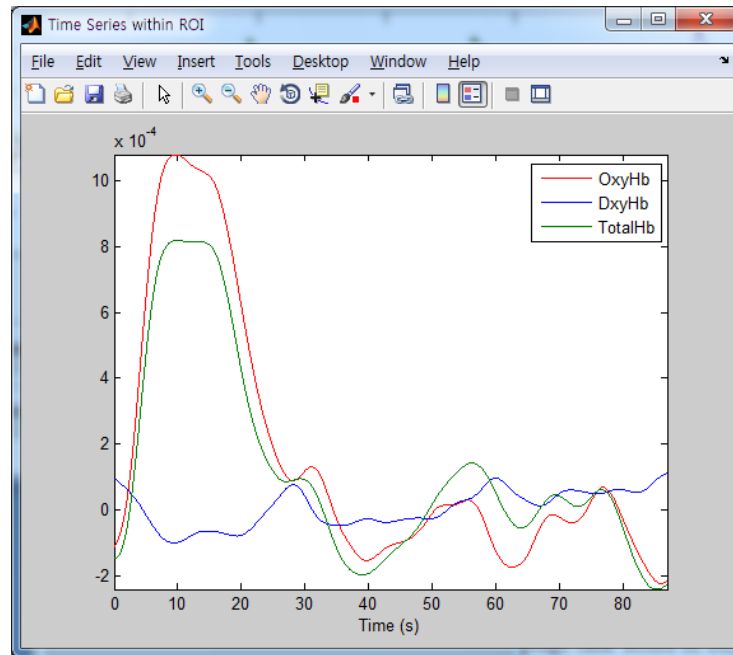 Time Series within ROI
File Edit View Insert Tools Desktop Window Help
x 10-4
10
8
6
4
2
0
-2
OxyHb
DxyHb
TotalHb
0 10 20 30 40 50 60 70 80
Time (s)